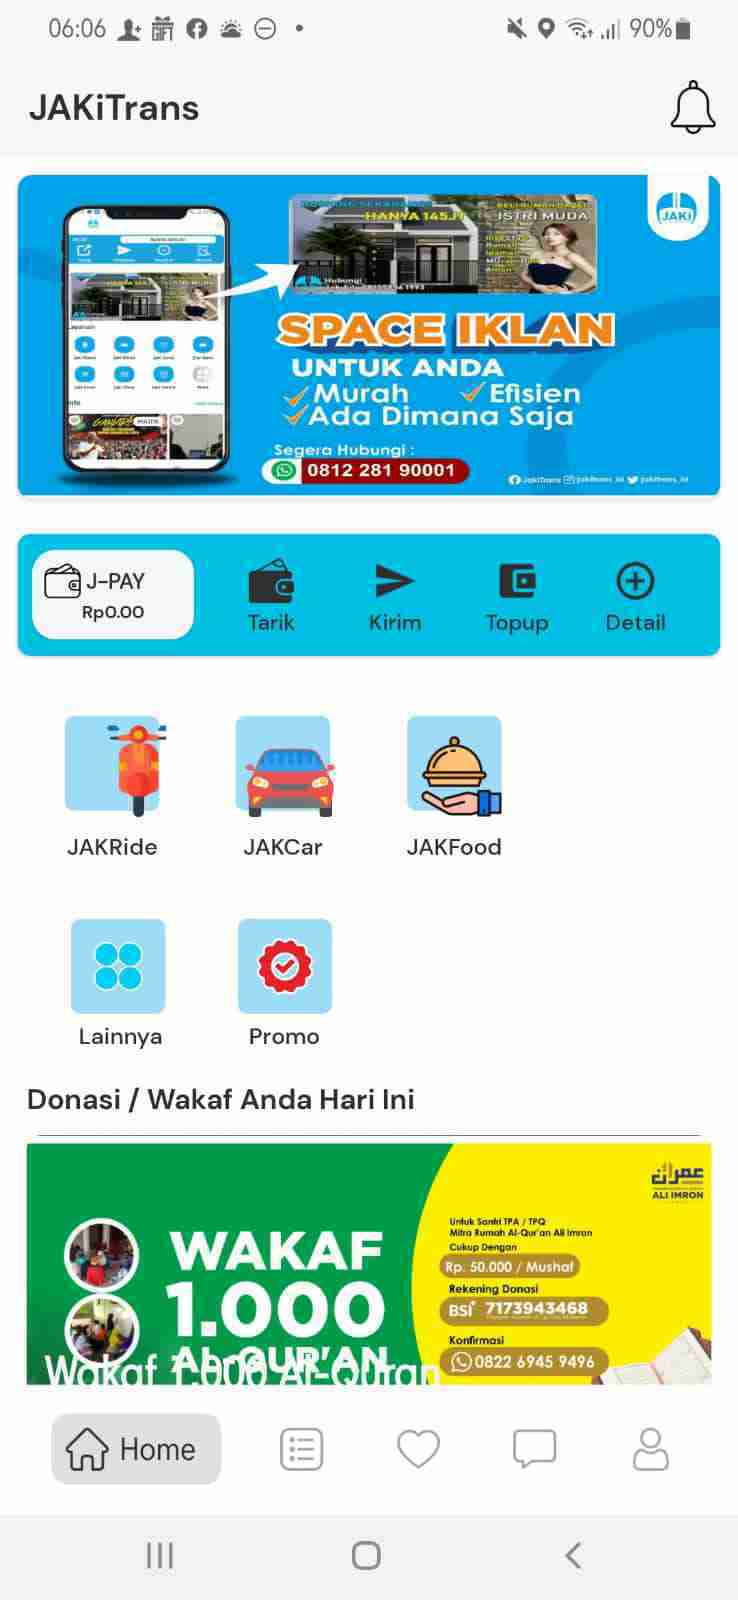 06:06
90%
JAKiTrans
JAKI
HANYA 145JT
ISTRI MUDA
Hubungi :
SPACE IKLAN
UNTUK ANDA
Murah
Efisien
Ada Dimana Saja
Segera Hubungi :
0812 281 90001
JakiTrans jakitrans_id jakitrans_id
J-PAY
Rp0.00
Tarik
Kirim
Topup
Detail
JAKRide
JAKCar
JAKFood
Lainnya
Promo
Donasi / Wakaf Anda Hari Ini
عمران
ALI IMRON
WAKAF
1.000
AL-QUR'AN
Wakaf 1.000 Al-Quran
Untuk Santri TPA / TPQ
Mitra Rumah Al-Qur'an Ali Imron
Cukup Dengan
Rp. 50.000 / Mushaf
Rekening Donasi
BSI 7173943468
Konfirmasi
0822 6945 9496
Home